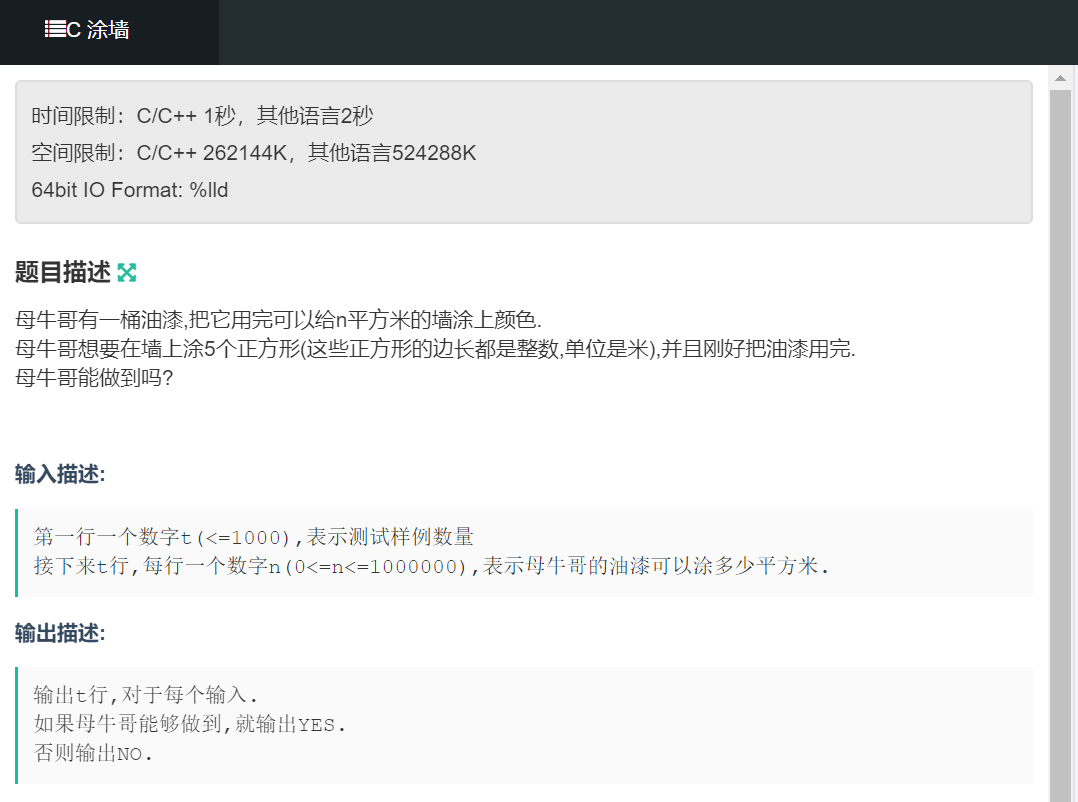 C 涂墙
时间限制：C/C++ 1秒，其他语言2秒
空间限制：C/C++ 262144K，其他语言524288K
64bit IO Format: %lld
题目描述
母牛哥有一桶油漆,把它用完可以给n平方米的墙涂上颜色.
母牛哥想要在墙上涂5个正方形(这些正方形的边长都是整数,单位是米),并且刚好把油漆用完.
母牛哥能做到吗?
输入描述:
第一行一个数字t(<=1000),表示测试样例数量
接下来t行,每行一个数字n(0<=n<=1000000),表示母牛哥的油漆可以涂多少平方米.
输出描述:
输出t行,对于每个输入.
如果母牛哥能够做到,就输出YES.
否则输出NO.